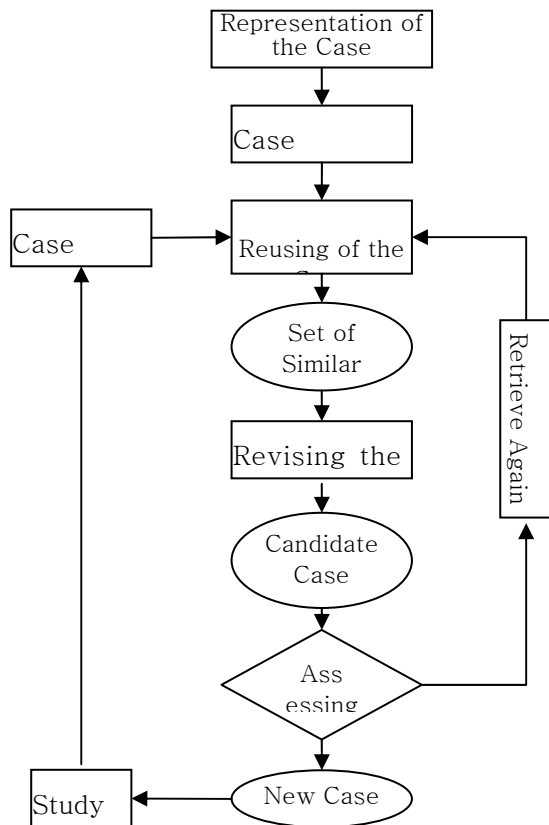 Representation of
the Case
Case
Case
Reusing of the
Set of
Similar
Retrieve Again
Revising the
Candidate
Case
Ass
essing
New Case
Study